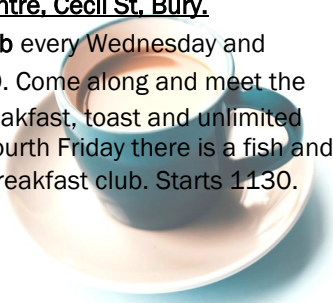 ntre, Cecil St, Bury.
b every Wednesday and
. Come along and meet the
akfast, toast and unlimited
ourth Friday there is a fish and
reakfast club. Starts 1130.